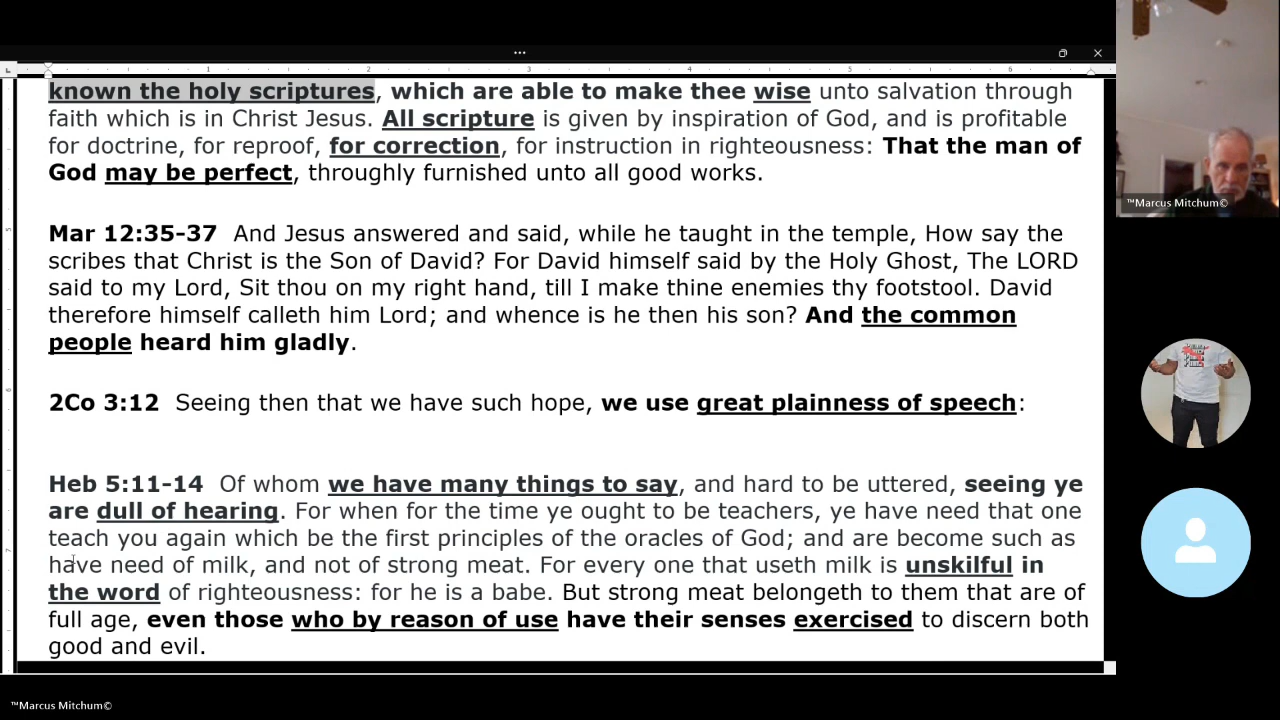 known the holy scriptures, which are able to make thee wise unto salvation through
faith which is in Christ Jesus. All scripture is given by inspiration of God, and is profitable
for doctrine, for reproof, for correction, for instruction in righteousness: That the man of
God may be perfect, throughly furnished unto all good works.
Mar 12:35-37 And Jesus answered and said, while he taught in the temple, How say the
scribes that Christ is the Son of David? For David himself said by the Holy Ghost, The LORD
said to my Lord, Sit thou on my right hand, till I make thine enemies thy footstool. David
therefore himself calleth him Lord; and whence is he then his son? And the common
people heard him gladly.
2Co 3:12 Seeing then that we have such hope, we use great plainness of speech:
Heb 5:11-14 Of whom we have many things to say, and hard to be uttered, seeing ye
are dull of hearing. For when for the time ye ought to be teachers, ye have need that one
teach you again which be the first principles of the oracles of God; and are become such as
have need of milk, and not of strong meat. For every one that useth milk is unskilful in
the word of righteousness: for he is a babe. But strong meat belongeth to them that are of
full age, even those who by reason of use have their senses exercised to discern both
good and evil.
™Marcus Mitchum©
™Marcus Mitchum©